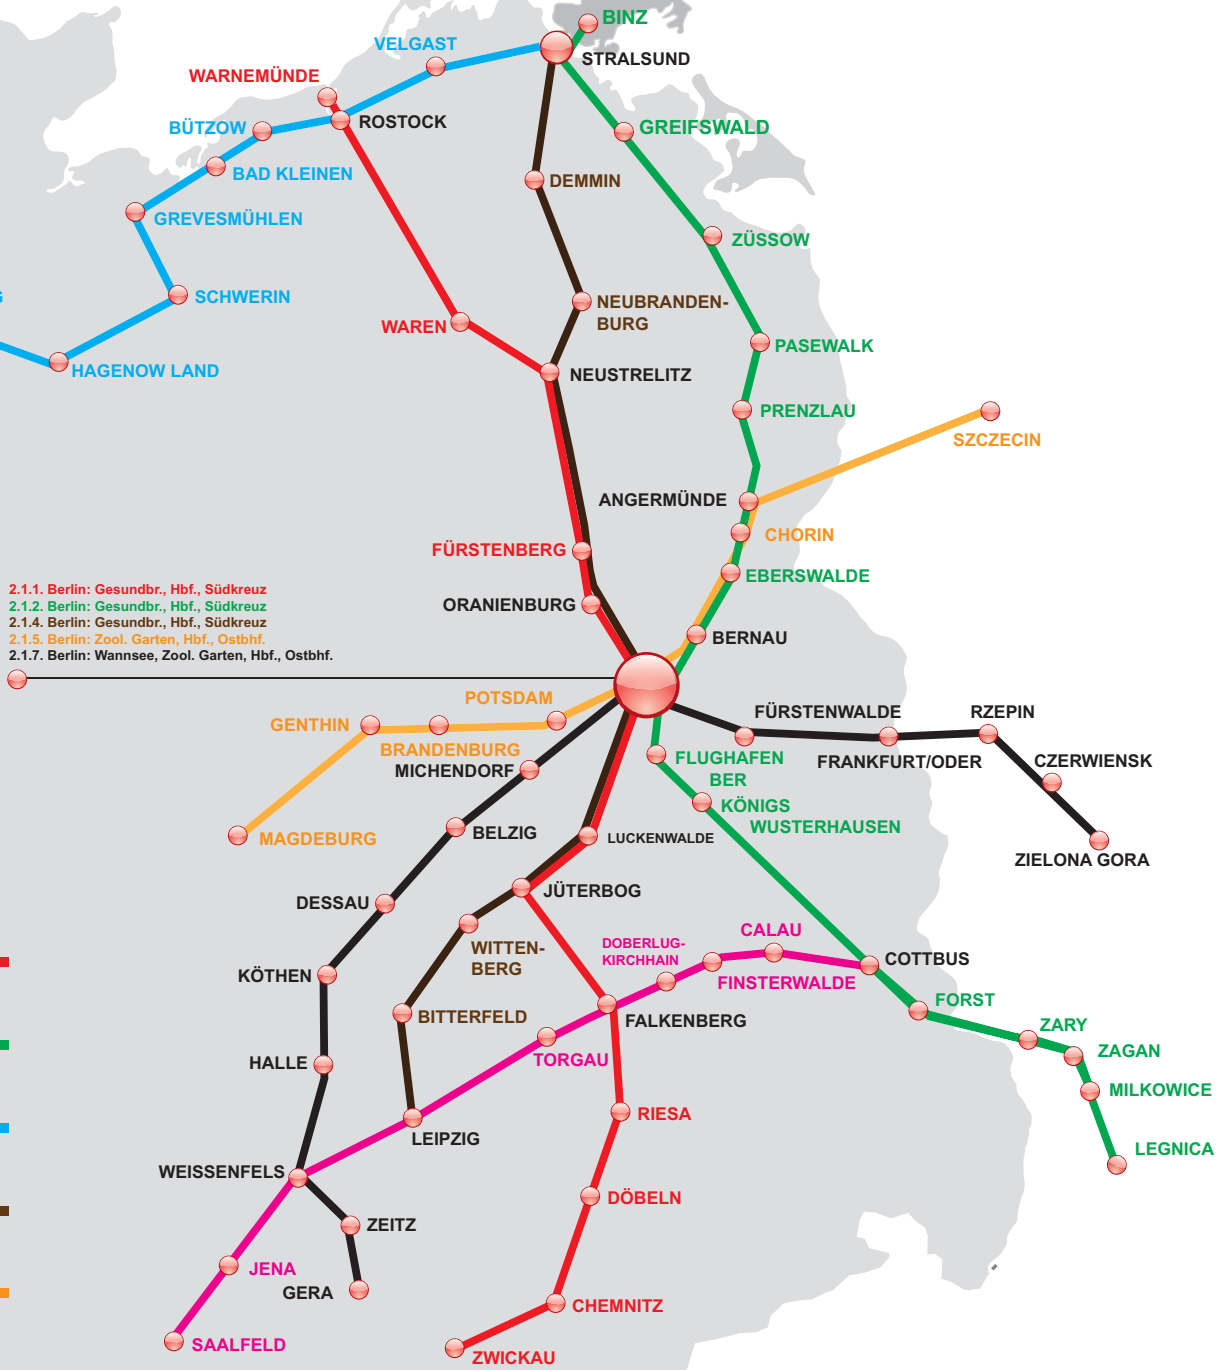 BINZ
VELGAST
STRALSUND
WARNEMÜNDE
ROSTOCK
BÜTZOW
GREIFSWALD
BAD KLEINEN
DEMMIN
GREVESMÜHLEN
ZÜSSOW
SCHWERIN
NEUBRANDEN-
BURG
WAREN
PASEWALK
HAGENOW LAND
NEUSTRELITZ
PRENZLAU
SZCZECIN
ANGERMÜNDE
CHORIN
FÜRSTENBERG
EBERSWALDE
2.1.1. Berlin: Gesundbr., Hbf., Südkreuz
2.1.2. Berlin: Gesundbr., Hbf., Südkreuz
2.1.4. Berlin: Gesundbr., Hbf., Südkreuz
2.1.5. Berlin: Zool. Garten, Hbf., Ostbhf.
2.1.7. Berlin: Wannsee, Zool. Garten, Hbf., Ostbhf.
ORANIENBURG
BERNAU
POTSDAM
GENTHIN
BRANDENBURG
FÜRSTENWALDE
RZEPIN
MICHENDORF
FLUGHAFEN
BER
FRANKFURT/ODER
CZERWIENSK
KÖNIGS
WUSTERHAUSEN
MAGDEBURG
BELZIG
LUCKENWALDE
ZIELONA GORA
JÜTERBOG
DESSAU
WITTEN-
BERG
DOBERLUG-
KIRCHHAIN
CALAU
COTTBUS
KÖTHEN
FINSTERWALDE
FORST
BITTERFELD
FALKENBERG
ZARY
HALLE
TORGAU
ZAGAN
MILKOWICE
RIESA
LEIPZIG
LEGNICA
WEISSENFELS
DÖBELN
ZEITZ
JENA
GERA
CHEMNITZ
SAALFELD
ZWICKAU